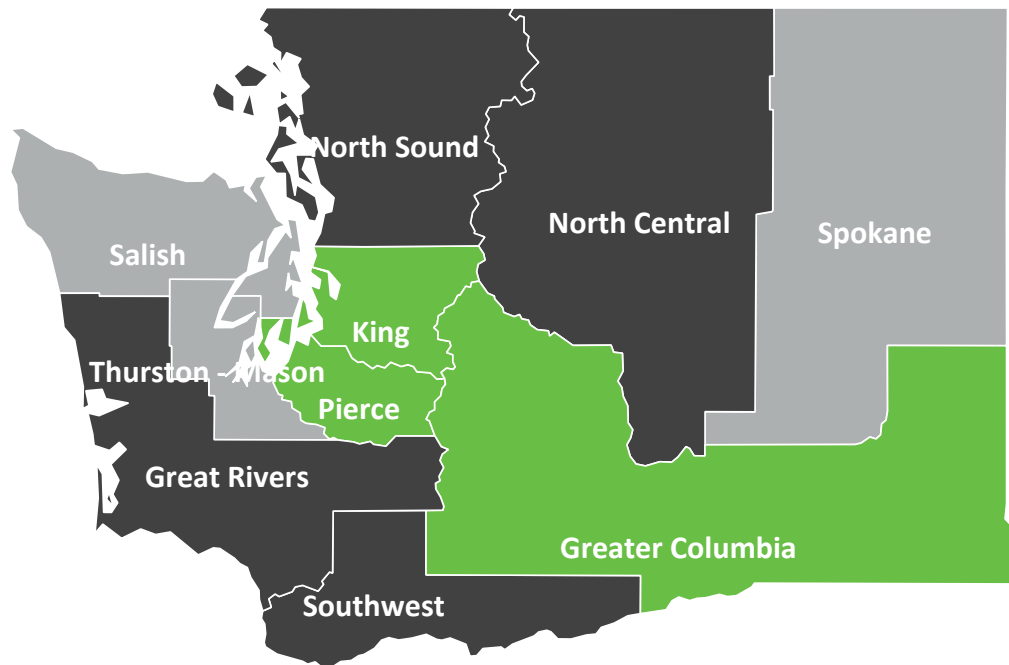 North Sound
North Central
Spokane
Salish
King
Thurston - Mason
Pierce
Great Rivers
Greater Columbia
Southwest